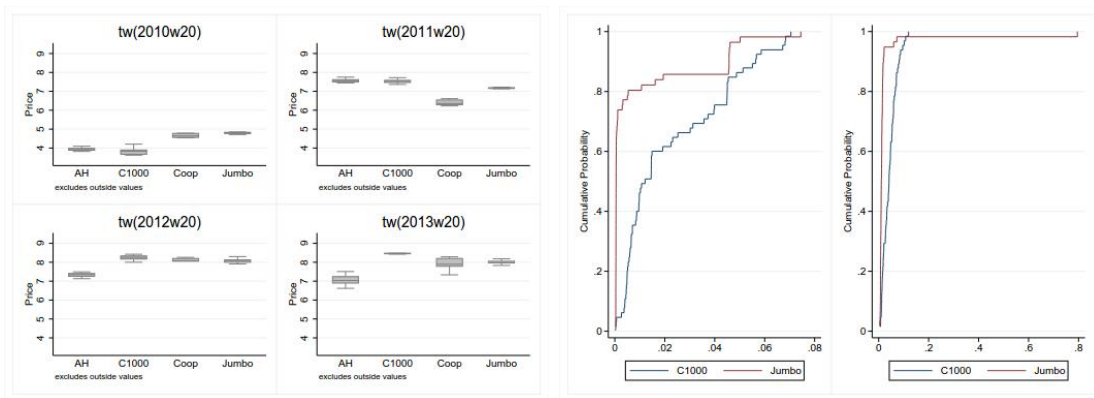 tw(2010w20)
Price
9
8
7
6
5
4
AH C1000 Coop Jumbo
excludes outside values
tw(2011w20)
Price
9
8
7
6
5
4
AH C1000 Coop Jumbo
excludes outside values
tw(2012w20)
Price
9
8
7
6
5
4
AH C1000 Coop Jumbo
excludes outside values
tw(2013w20)
Price
9
8
7
6
5
4
AH C1000 Coop Jumbo
excludes outside values
Cumulative Probability
1
.8
.6
.4
.2
0
0 .02 .04 .06 .08
C1000 Jumbo
Cumulative Probability
1
.8
.6
.4
.2
0
0 .2 .4 .6 .8
C1000 Jumbo